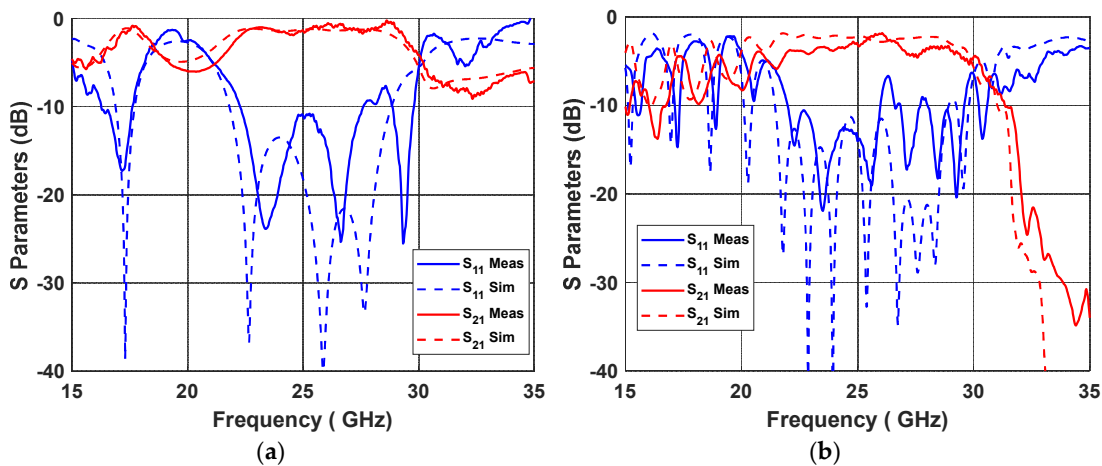 0
-10
-20
-30
-40
S Parameters (dB)
S11 Meas
S11 Sim
S21 Meas
S21 Sim
15 20 25 30 35
Frequency ( GHz)
(a)
0
-10
-20
-30
-40
S Parameters (dB)
S11 Meas
S11 Sim
S21 Meas
S21 Sim
15 20 25 30 35
Frequency ( GHz)
(b)